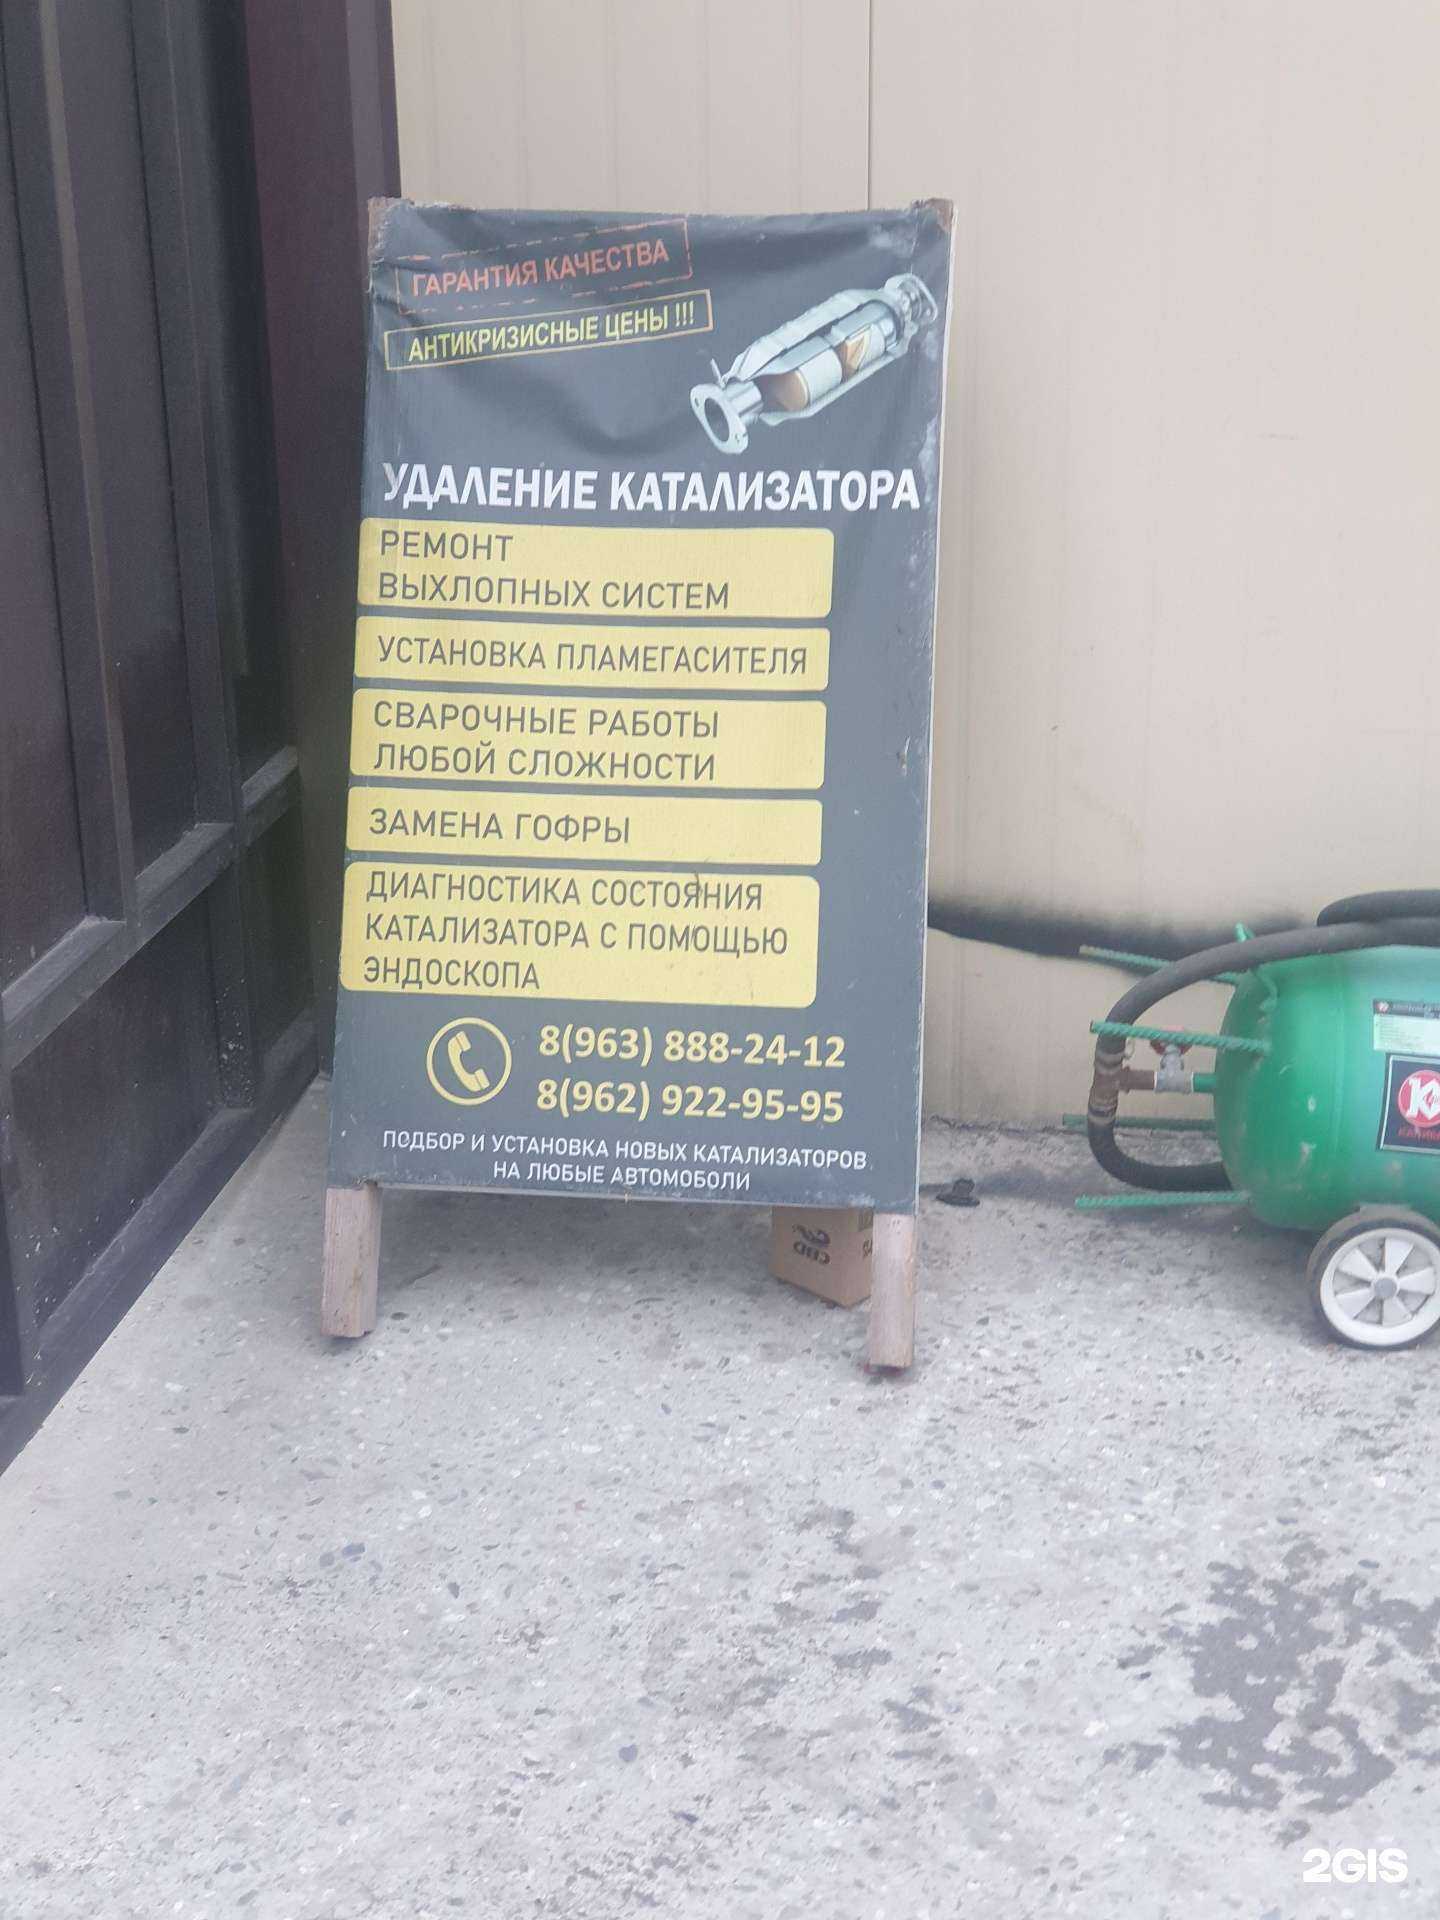 ГАРАНТИЯ КАЧЕСТВА
АНТИКРИЗИСНЫЕ ЦЕНЫ !!!
УДАЛЕНИЕ КАТАЛИЗАТОРА
РЕМОНТ
ВЫХЛОПНЫХ СИСТЕМ
УСТАНОВКА ПЛАМЕГАСИТЕЛЯ
СВАРОЧНЫЕ РАБОТЫ
ЛЮБОЙ СЛОЖНОСТИ
ЗАМЕНА ГОФРЫ
ДИАГНОСТИКА СОСТОЯНИЯ
КАТАЛИЗАТОРА С ПОМОЩЬЮ
ЭНДОСКОПА
8(963) 888-24-12
8(962) 922-95-95
ПОДБОР И УСТАНОВКА НОВЫХ КАТАЛИЗАТОРОВ
НА ЛЮБЫЕ АВТОМОБОЛИ
2GIS